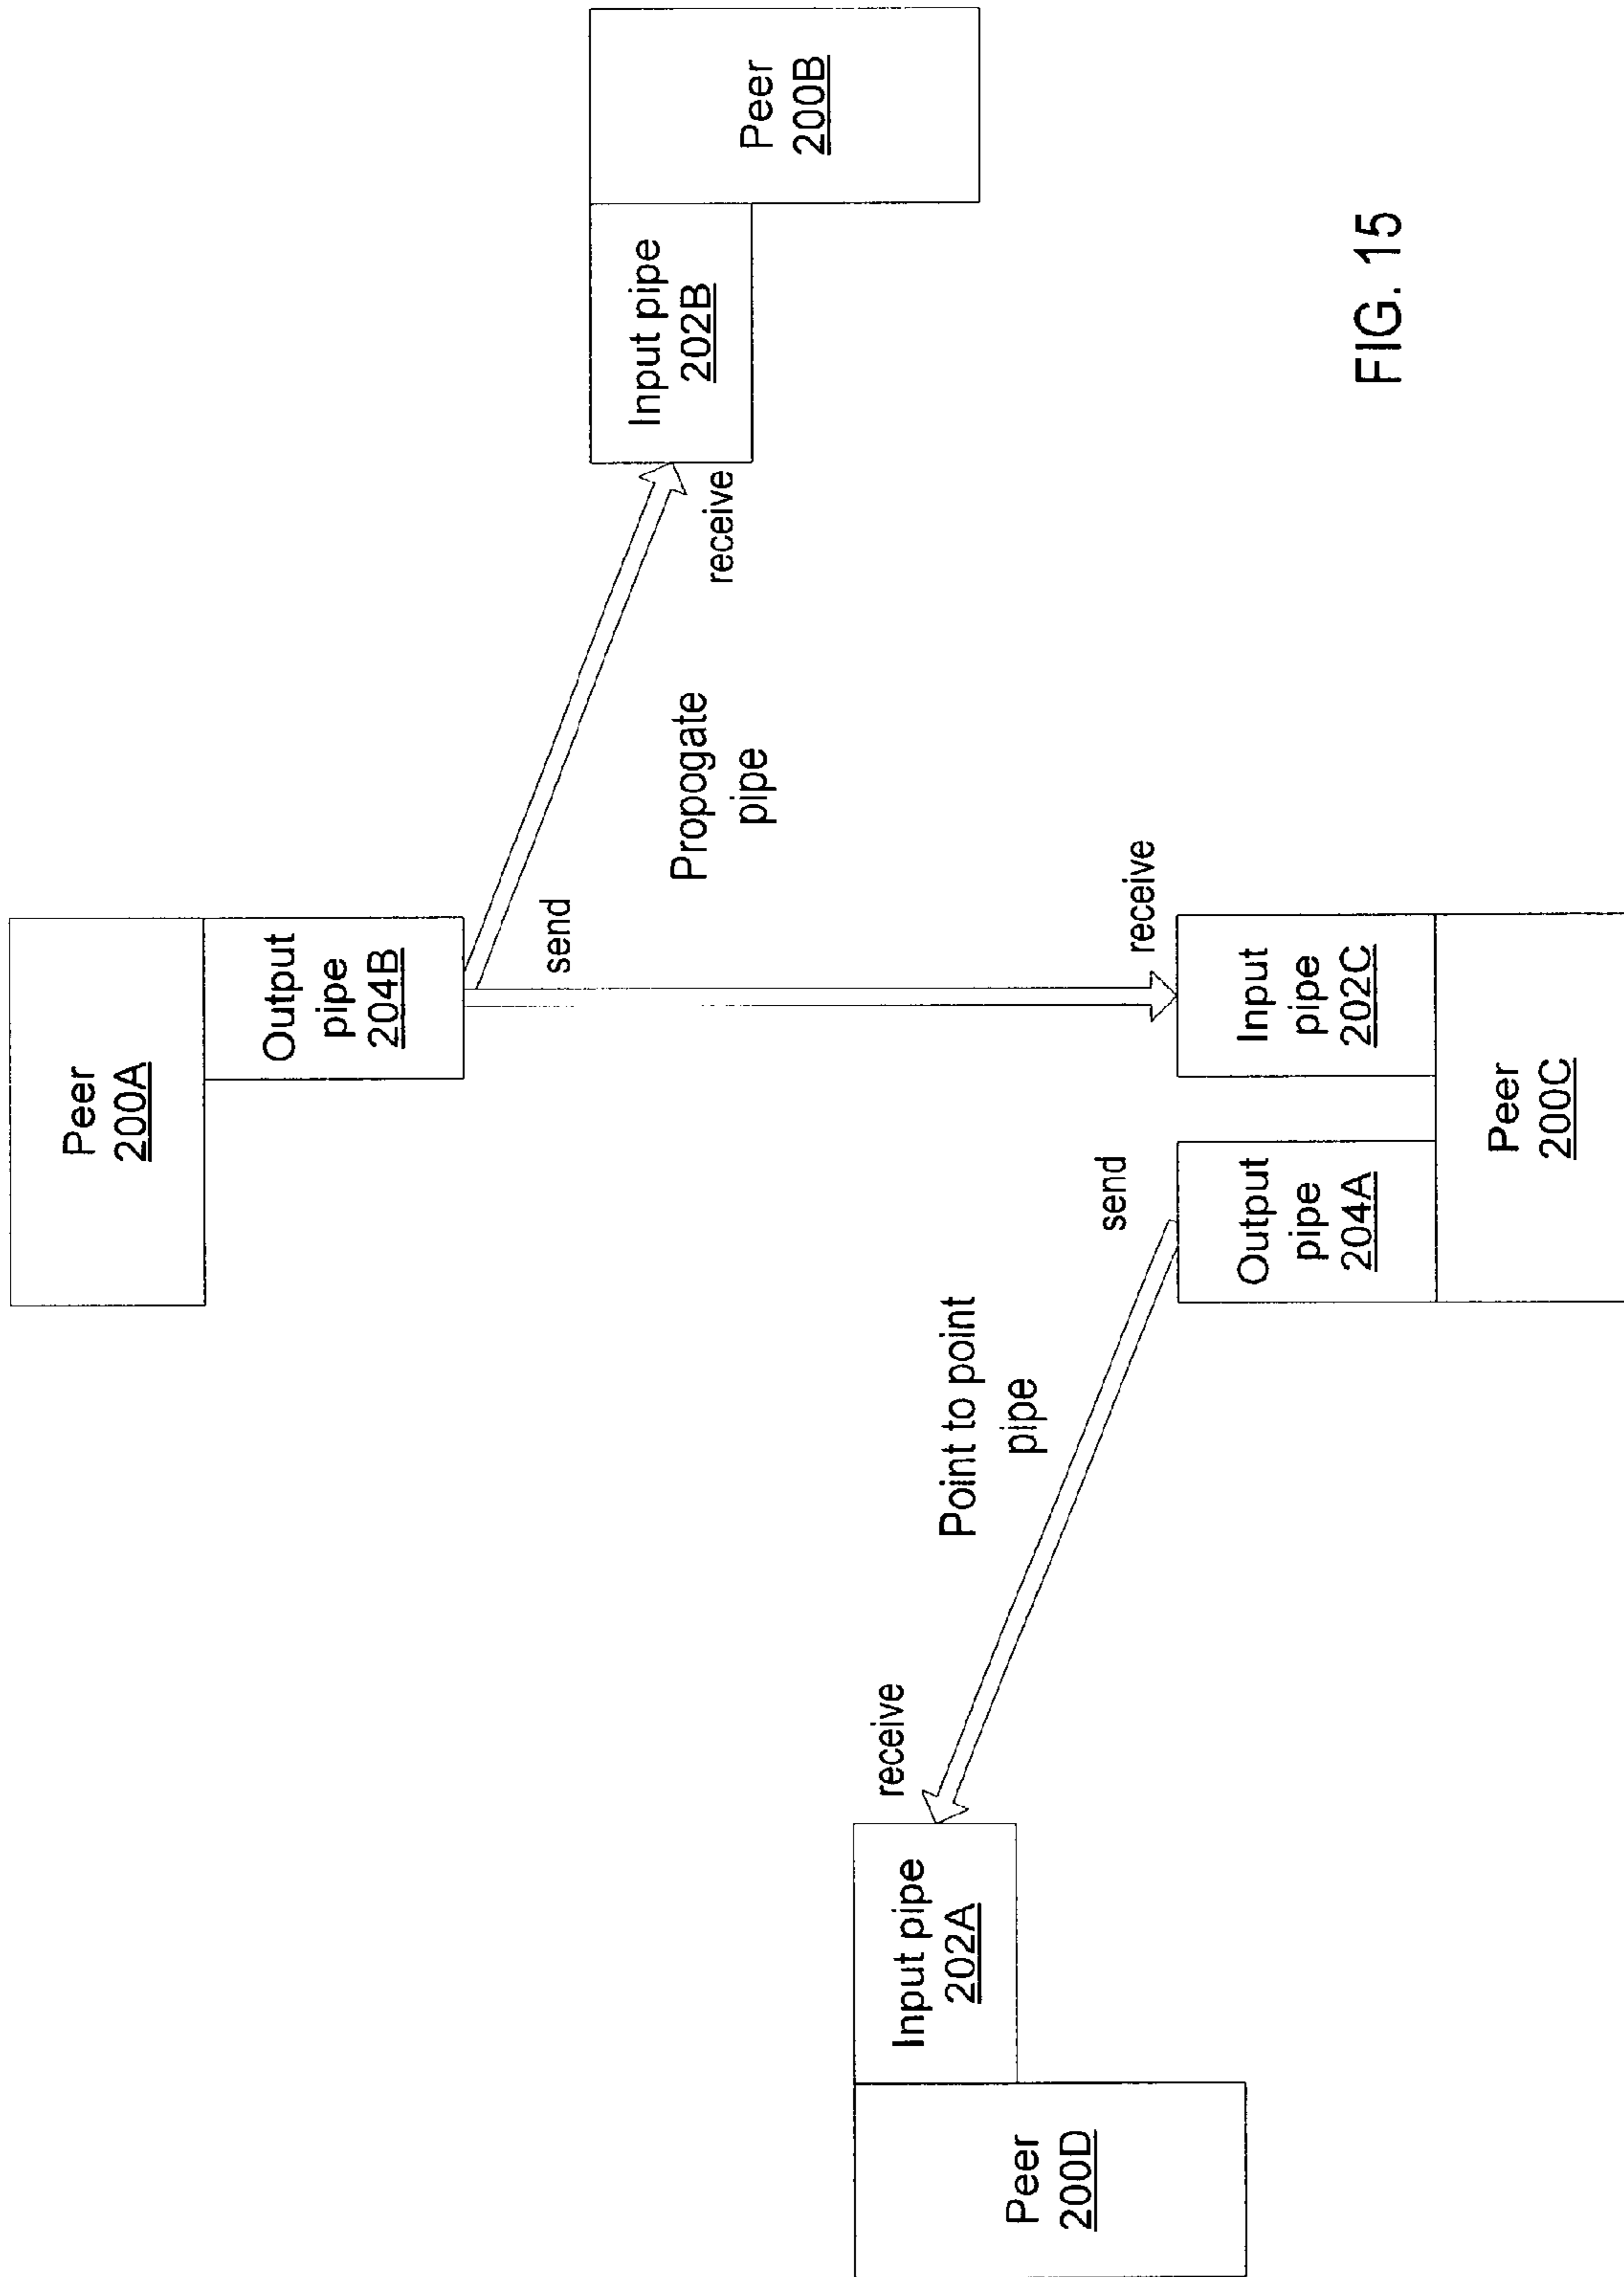 Peer
200D
Input pipe
202A
receive
Point to point
pipe
send
Output
pipe
204A
Peer
200C
Input
pipe
202C
receive
Peer
200A
Output
pipe
204B
send
Propogate
pipe
receive
Input pipe
202B
Peer
200B
FIG. 15